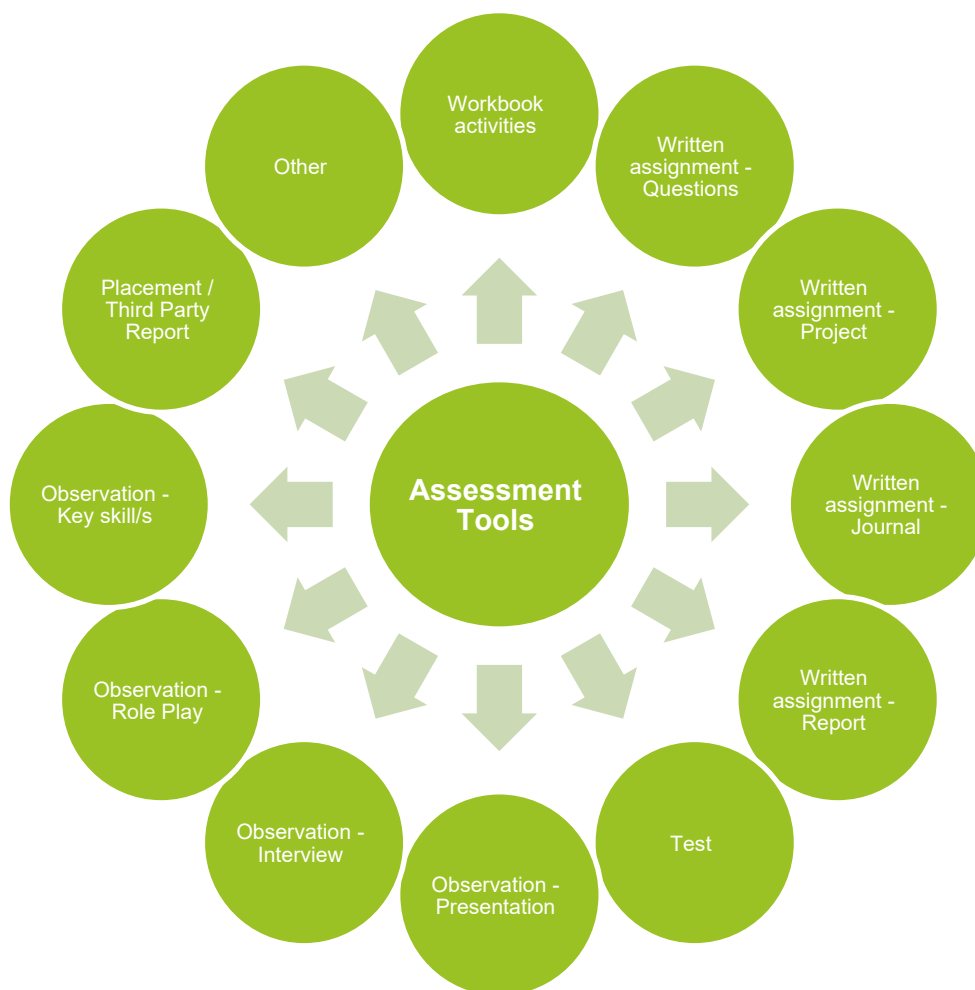 Workbook
activities
Written
assignment -
Questions
Written
assignment -
Project
Written
assignment -
Journal
Written
assignment -
Report
Test
Observation -
Presentation
Observation -
Interview
Observation -
Role Play
Observation -
Key skill/s
Placement /
Third Party
Report
Other
Assessment
Tools